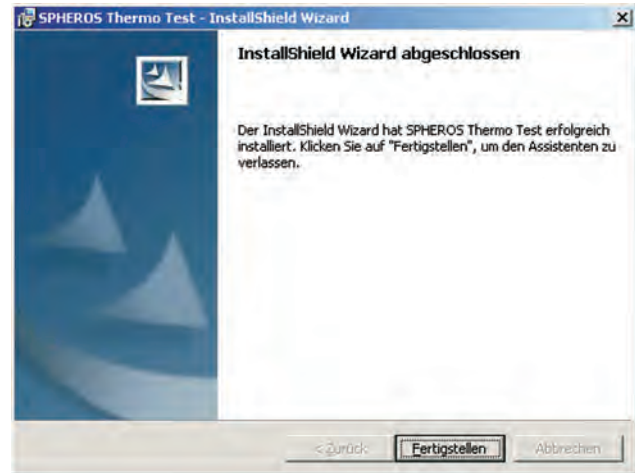 SPHEROS Thermo Test - InstallShield Wizard
InstallShield Wizard abgeschlossen
Der InstallShield Wizard hat SPHEROS Thermo Test erfolgreich
installiert. Klicken Sie auf "Fertigstellen", um den Assistenten zu
verlassen.
< Zurück Fertigstellen Abbrechen